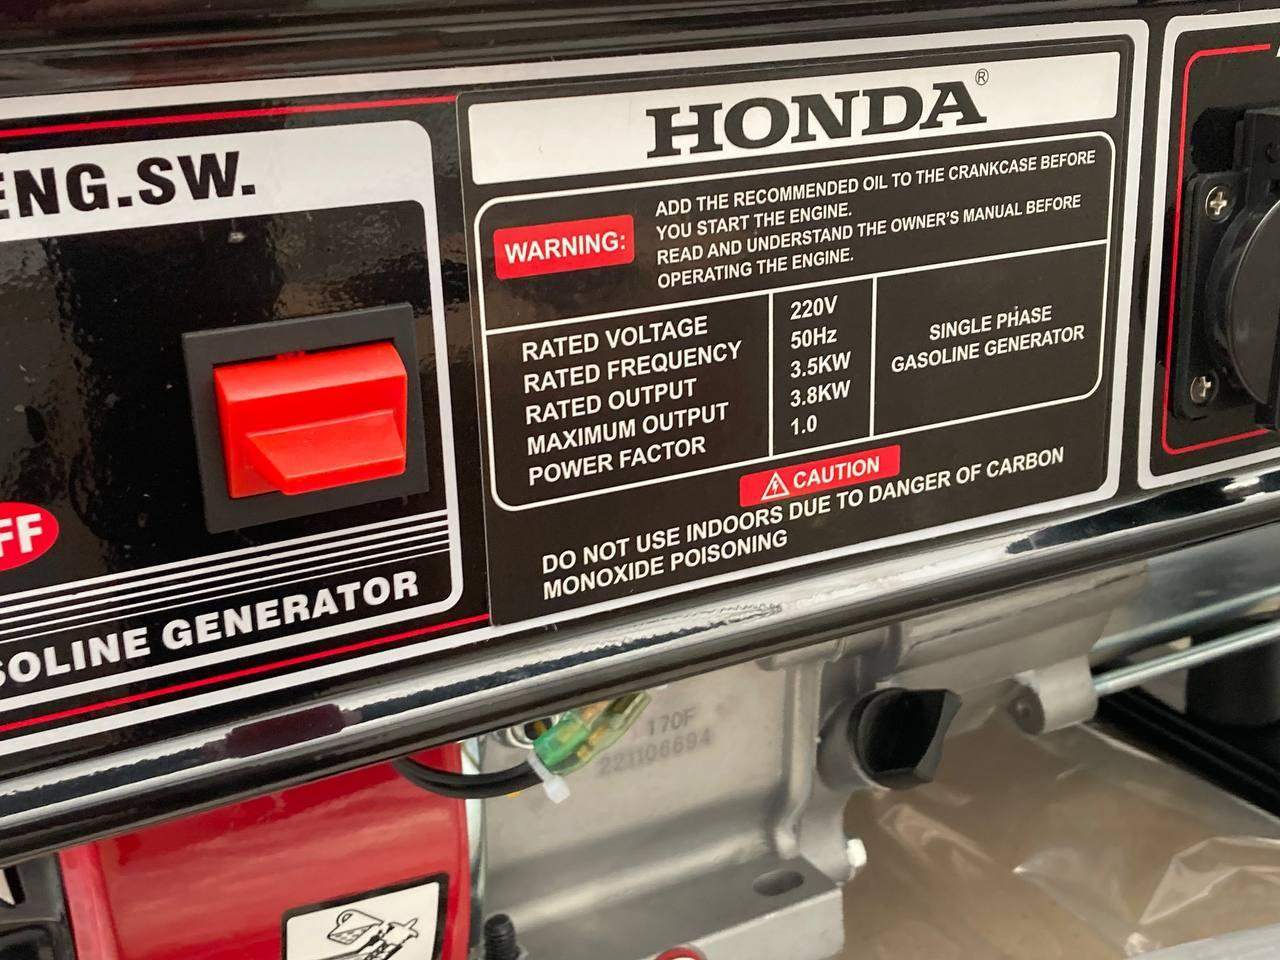 ENG.SW.
FF
SOLINE GENERATOR
HONDA®
WARNING:
ADD THE RECOMMENDED OIL TO THE CRANKCASE BEFORE
YOU START THE ENGINE.
READ AND UNDERSTAND THE OWNER'S MANUAL BEFORE
OPERATING THE ENGINE.
RATED VOLTAGE 220V
RATED FREQUENCY 50Hz
RATED OUTPUT 3.5KW
MAXIMUM OUTPUT 3.8KW
POWER FACTOR 1.0
SINGLE PHASE
GASOLINE GENERATOR
CAUTION
DO NOT USE INDOORS DUE TO DANGER OF CARBON
MONOXIDE POISONING
170F
221106694